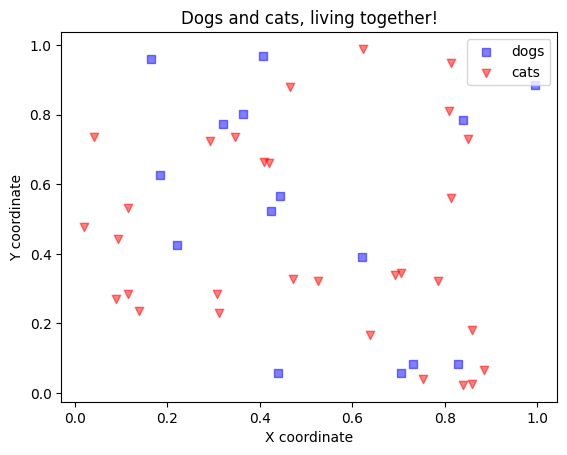 Dogs and cats, living together!
dogs
cats
1.0
0.8
0.6
0.4
0.2
0.0
Y coordinate
0.0 0.2 0.4 0.6 0.8 1.0
X coordinate